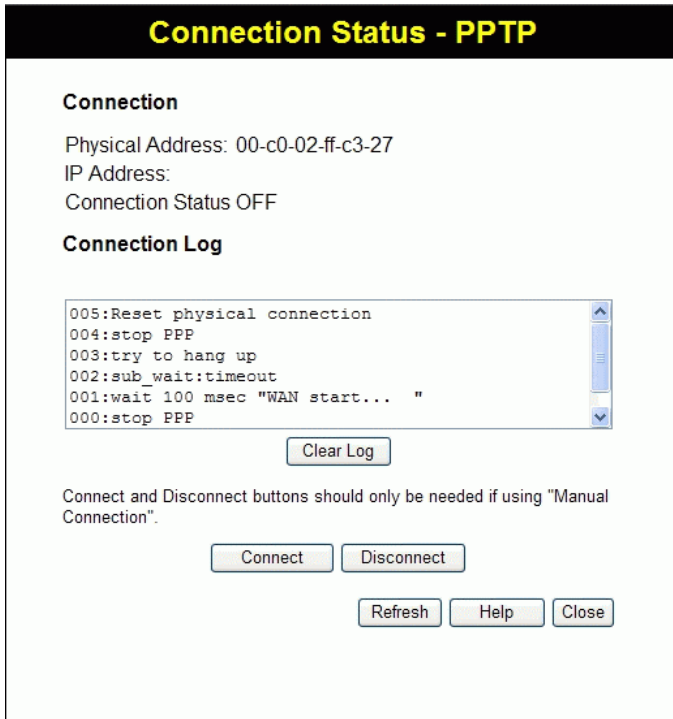 Connection Status - PPTP
Connection
Physical Address: 00-c0-02-ff-c3-27
IP Address:
Connection Status OFF
Connection Log
005:Reset physical connection
004:stop PPP
003:try to hang up
002:sub_wait:timeout
001:wait 100 msec "WAN start...  "
000:stop PPP
Clear Log
Connect and Disconnect buttons should only be needed if using "Manual
Connection".
Connect Disconnect
Refresh Help Close